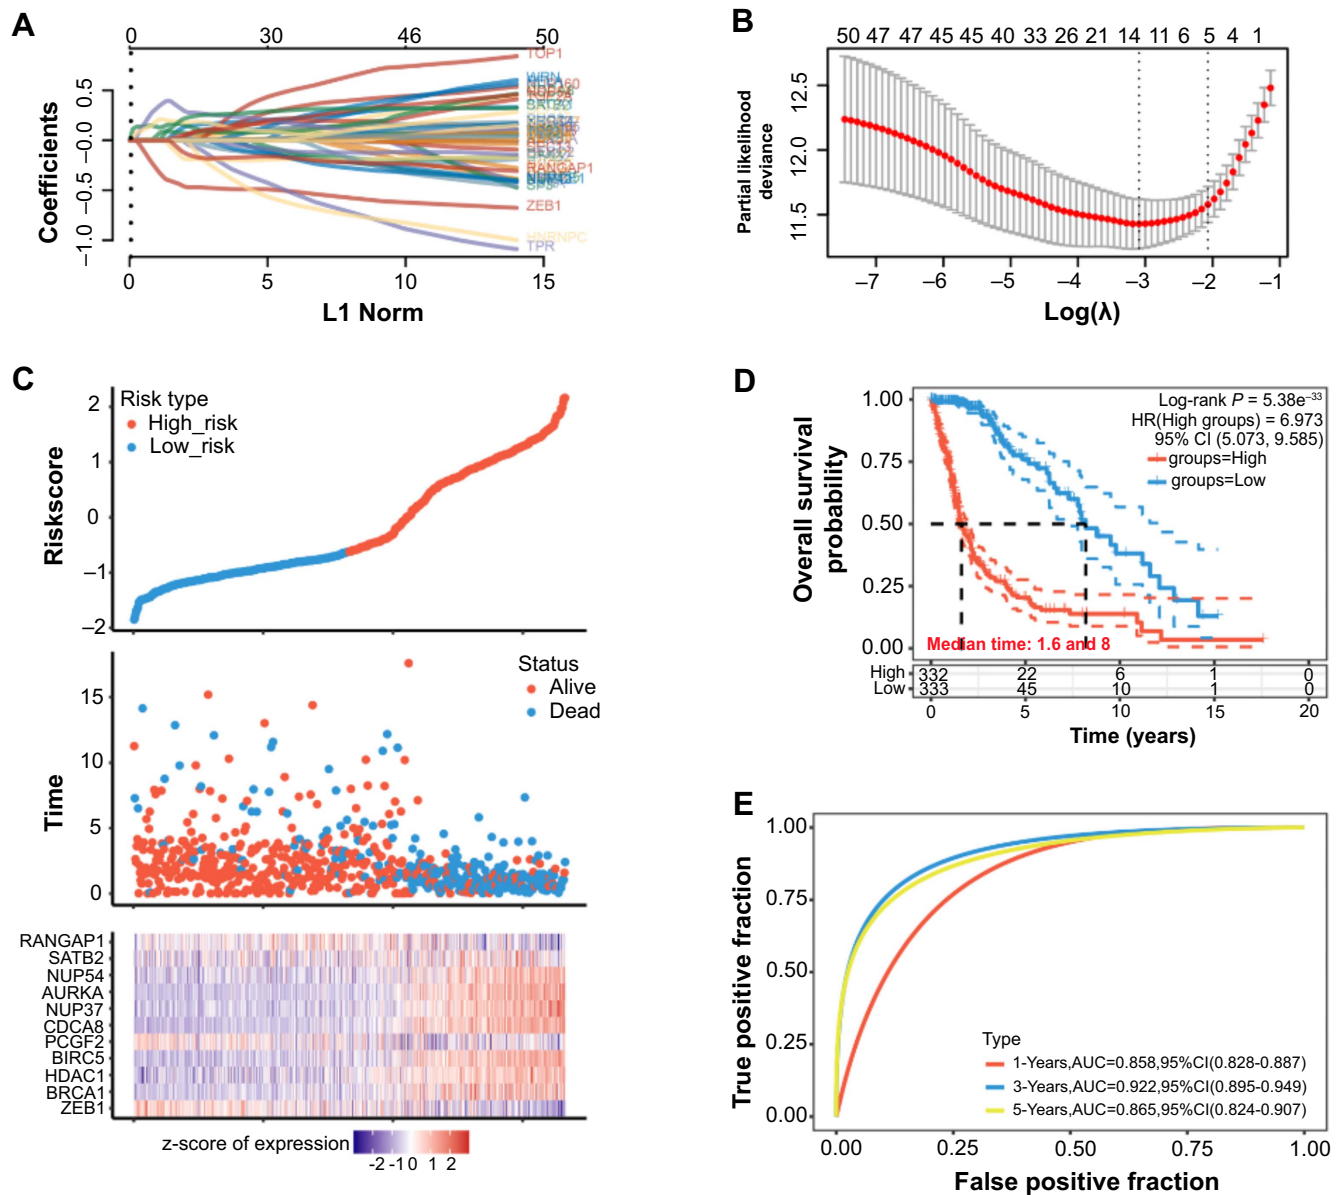 A
0 30 46 50
TOP1
WRN
ZEB1
RANGAP1
HNRNPC
TPR
0.5
-0.0
-0.5
-1.0
Coefficients
0 5 10 15
L1 Norm
B
50 47 47 45 45 40 33 26 21 14 11 6 5 4 1
12.5
12.0
11.5
Partial likelihood
deviance
–7 –6 –5 –4 –3 –2 –1
Log(λ)
C
Risk type
High_risk
Low_risk
2
1
0
–1
–2
Riskscore
Status
Alive
Dead
15
10
5
0
Time
RANGAP1
SATB2
NUP54
AURKA
NUP37
CDCA8
PCGF2
BIRC5
HDAC1
BRCA1
ZEB1
z-score of expression
-2 -1 0 1 2
D
Log-rank P = 5.38e–33
HR(High groups) = 6.973
95% CI (5.073, 9.585)
groups=High
groups=Low
1.00
0.75
0.50
0.25
0.00
Overall survival
probability
Median time: 1.6 and 8
High 332 22 6 1 0
Low 333 45 10 1 0
0 5 10 15 20
Time (years)
E
1.00
0.75
0.50
0.25
0.00
True positive fraction
Type
1-Years,AUC=0.858,95%CI(0.828-0.887)
3-Years,AUC=0.922,95%CI(0.895-0.949)
5-Years,AUC=0.865,95%CI(0.824-0.907)
0.00 0.25 0.50 0.75 1.00
False positive fraction